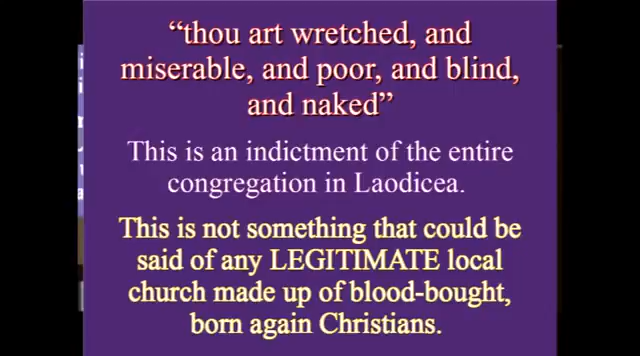 “thou art wretched, and
miserable, and poor, and blind,
and naked”
This is an indictment of the entire
congregation in Laodicea.
This is not something that could be
said of any LEGITIMATE local
church made up of blood-bought,
born again Christians.